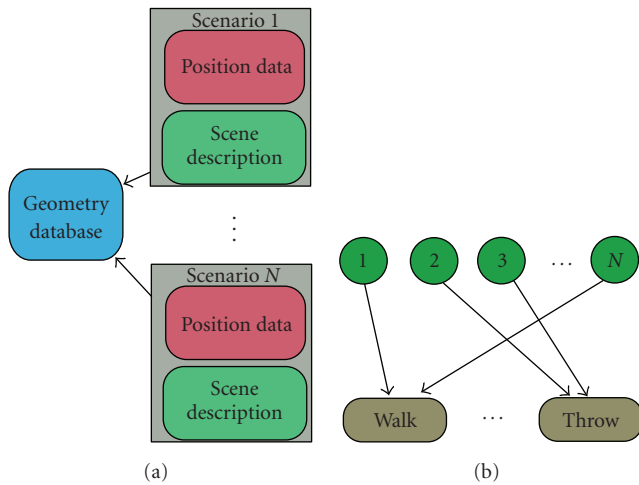 Scenario 1
Position data
Scene
description
Geometry
database
⋮
Scenario N
Position data
Scene
description
(a)
1
2
3
...
N
Walk
...
Throw
(b)